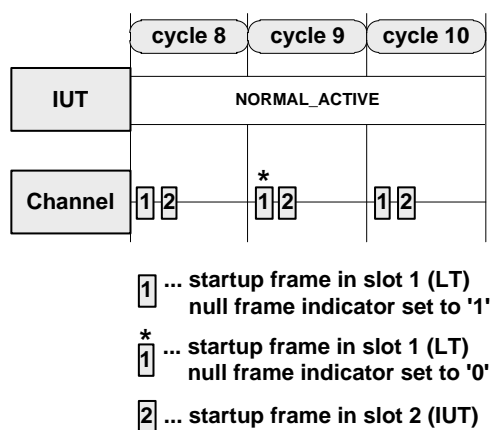 cycle 8 cycle 9 cycle 10
IUT NORMAL_ACTIVE
*
Channel 1 2 1 2 1 2
1 ... startup frame in slot 1 (LT)
null frame indicator set to '1'
*
1 ... startup frame in slot 1 (LT)
null frame indicator set to '0'
2 ... startup frame in slot 2 (IUT)